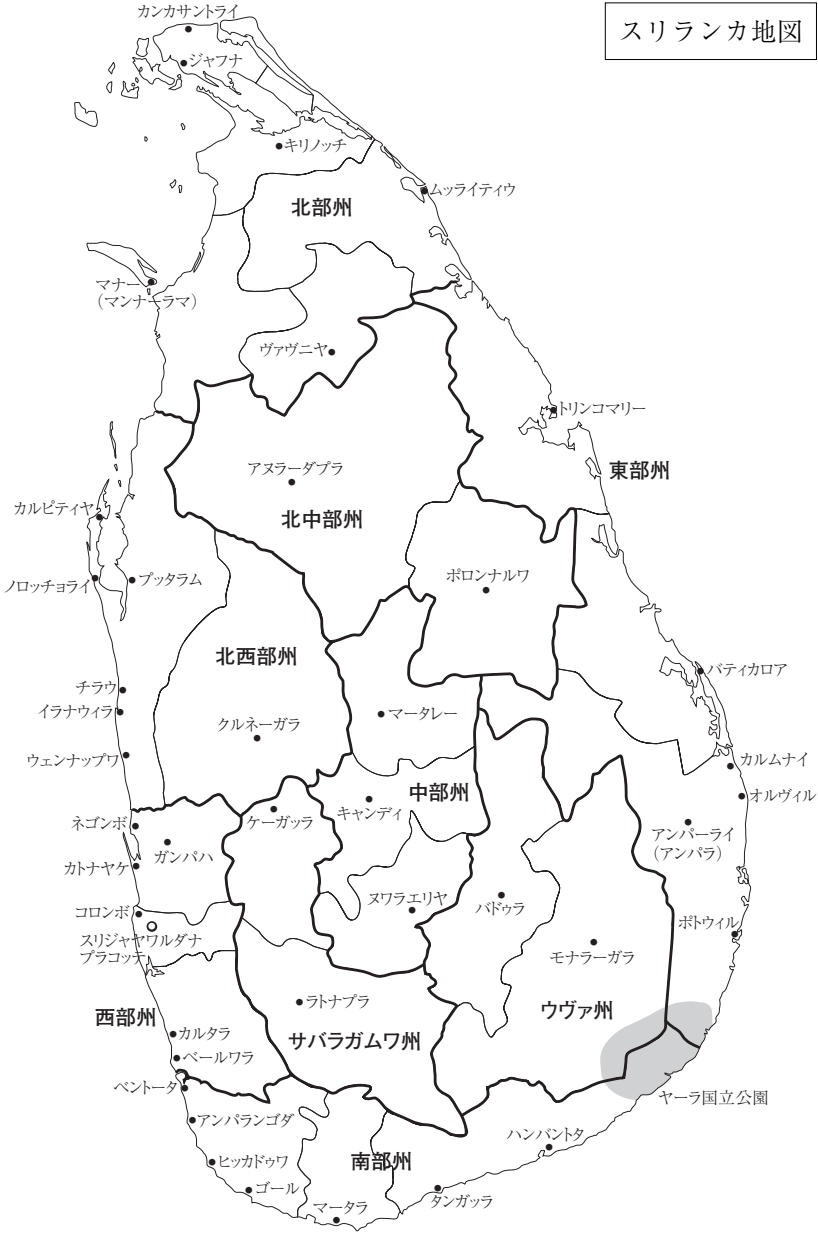 スリランカ地図
カンカサントライ
ジャフナ
キリノッチ
ムッライティウ
北部州
マナー
（マンナーラマ）
ヴァヴニヤ
トリンコマリー
東部州
アヌラーダプラ
カルピティヤ
北中部州
ノロッチョライ
プッタラム
ポロンナルワ
北西部州
バティカロア
チラウ
イラナウィラ
マータレー
クルネーガラ
ウェンナップワ
カルムナイ
中部州
オルヴィル
ネゴンボ
ケーガッラ
キャンディ
アンパーライ
（アンパラ）
ガンパハ
カトナヤケ
ヌワラエリヤ
バドゥラ
コロンボ
スリジャヤワルダナ
プラコッテ
ポトウィル
モナラーガラ
ラトナプラ
ウヴァ州
西部州
カルタラ
サバラガムワ州
ベールワラ
ベントータ
ヤーラ国立公園
アンパランゴダ
ハンバントタ
ヒッカドゥワ
南部州
ゴール
タンガッラ
マータラ